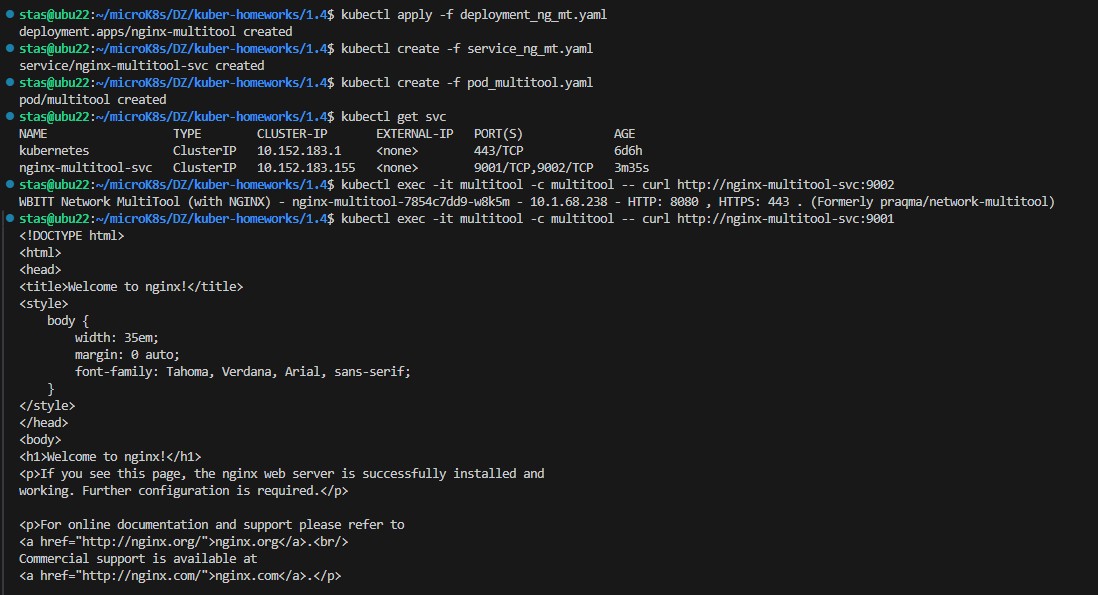 stas@ubu22:~/microK8s/DZ/kuber-homeworks/1.4$ kubectl apply -f deployment_ng_mt.yaml
deployment.apps/nginx-multitool created
stas@ubu22:~/microK8s/DZ/kuber-homeworks/1.4$ kubectl create -f service_ng_mt.yaml
service/nginx-multitool-svc created
stas@ubu22:~/microK8s/DZ/kuber-homeworks/1.4$ kubectl create -f pod_multitool.yaml
pod/multitool created
stas@ubu22:~/microK8s/DZ/kuber-homeworks/1.4$ kubectl get svc
NAME                  TYPE        CLUSTER-IP       EXTERNAL-IP   PORT(S)             AGE
kubernetes            ClusterIP   10.152.183.1     <none>        443/TCP             6d6h
nginx-multitool-svc   ClusterIP   10.152.183.155   <none>        9001/TCP,9002/TCP   3m35s
stas@ubu22:~/microK8s/DZ/kuber-homeworks/1.4$ kubectl exec -it multitool -c multitool -- curl http://nginx-multitool-svc:9002
WBITT Network MultiTool (with NGINX) - nginx-multitool-7854c7dd9-w8k5m - 10.1.68.238 - HTTP: 8080 , HTTPS: 443 . (Formerly praqma/network-multitool)
stas@ubu22:~/microK8s/DZ/kuber-homeworks/1.4$ kubectl exec -it multitool -c multitool -- curl http://nginx-multitool-svc:9001
<!DOCTYPE html>
<html>
<head>
<title>Welcome to nginx!</title>
<style>
    body {
        width: 35em;
        margin: 0 auto;
        font-family: Tahoma, Verdana, Arial, sans-serif;
    }
</style>
</head>
<body>
<h1>Welcome to nginx!</h1>
<p>If you see this page, the nginx web server is successfully installed and
working. Further configuration is required.</p>

<p>For online documentation and support please refer to
<a href="http://nginx.org/">nginx.org</a>.<br/>
Commercial support is available at
<a href="http://nginx.com/">nginx.com</a>.</p>